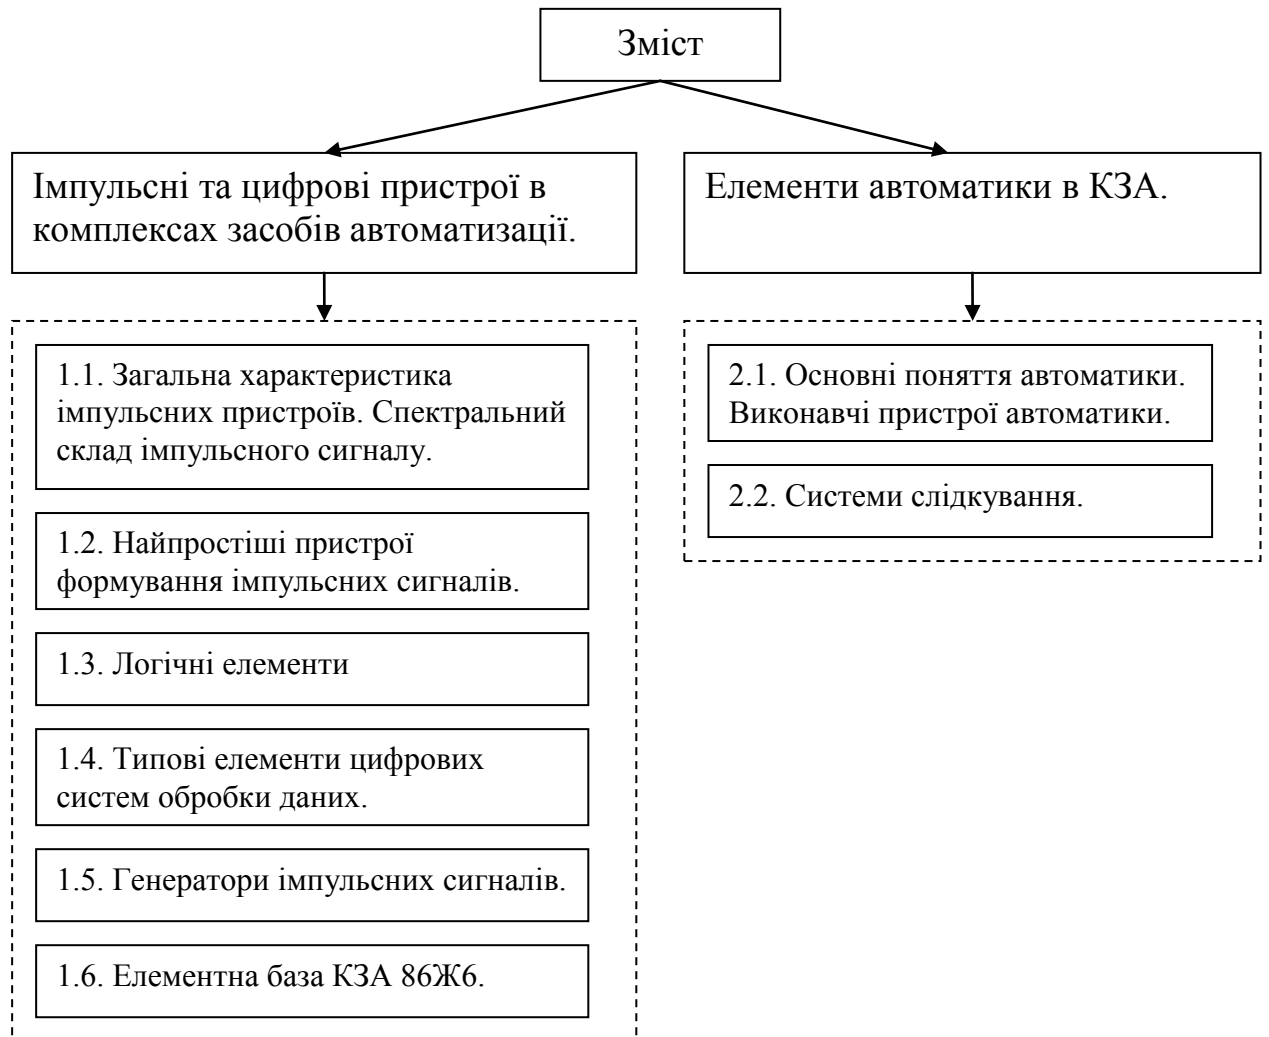 Зміст
Імпульсні та цифрові пристрої в
комплексах засобів автоматизації.
1.1. Загальна характеристика
імпульсних пристроїв. Спектральний
склад імпульсного сигналу.
1.2. Найпростіші пристрої
формування імпульсних сигналів.
1.3. Логічні елементи
1.4. Типові елементи цифрових
систем обробки даних.
1.5. Генератори імпульсних сигналів.
1.6. Елементна база КЗА 86Ж6.
Елементи автоматики в КЗА.
2.1. Основні поняття автоматики.
Виконавчі пристрої автоматики.
2.2. Системи слідкування.